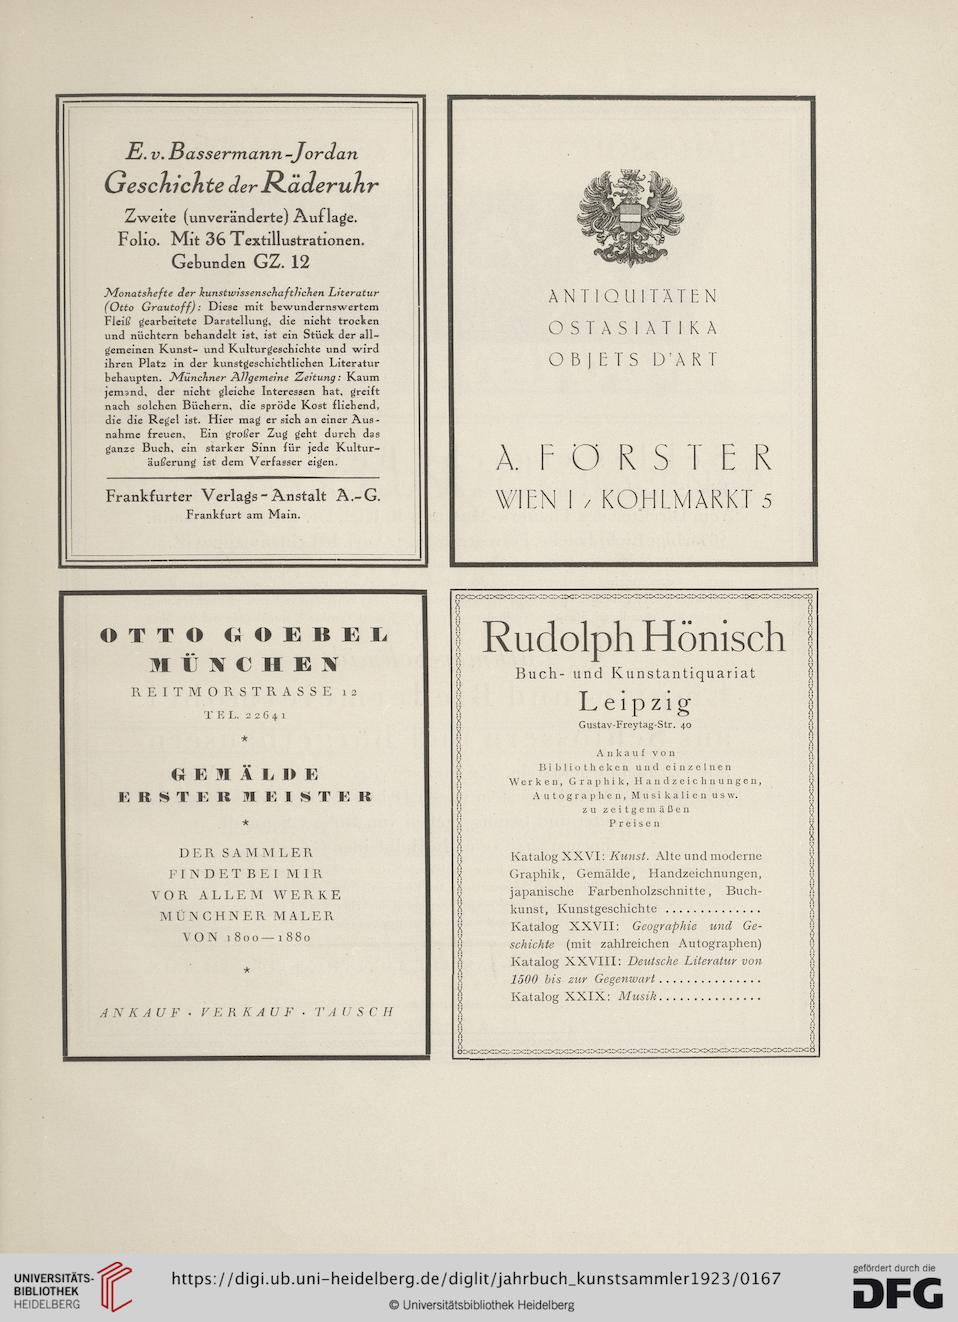 E. v. Bassermann-Jordan
Geschichte der Räderuhr
Zweite (unveränderte) Auflage.
Folio. Mit 36 Textillustrationen.
Gebunden GZ. 12
Monatshefte der kunstwissenschaftlichen Literatur
(Otto Grautoff): Diese mit bewundernswertem
Fleiß gearbeitete Darstellung, die nicht trocken
und nüchtern behandelt ist, ist ein Stück der all-
gemeinen Kunst- und Kulturgeschichte und wird
ihren Platz in der kunstgeschichtlichen Literatur
behaupten. Münchner Allgemeine Zeitung: Kaum
jemand, der nicht gleiche Interessen hat, greift
nach solchen Büchern, die spröde Kost fliehend,
die die Regel ist. Hier mag er sich an einer Aus-
nahme freuen. Ein großer Zug geht durch das
ganze Buch, ein starker Sinn für jede Kultur-
äußerung ist dem Verfasser eigen.
Frankfurter Verlags-Anstalt A.-G.
Frankfurt am Main.
ANTIQUITÄTEN
OSTASIATIKA
OBJETS D'ART
A. FÖRSTER
WIEN I / KOHLMARKT 5
OTTO GOEBEL
MÜNCHEN
REITMORSTRASSE 12
TEL. 22641
*
GEMÄLDE
ERSTER MEISTER
*
DER SAMMLER
FINDET BEI MIR
VOR ALLEM WERKE
MÜNCHNER MALER
VON 1800—1880
*
ANKAUF · VERKAUF · TAUSCH
Rudolph Hönisch
Buch- und Kunstantiquariat
Leipzig
Gustav-Freytag-Str. 40
Ankauf von
Bibliotheken und einzelnen
Werken, Graphik, Handzeichnungen,
Autographen, Musikalien usw.
zu zeitgemäßen
Preisen
Katalog XXVI: Kunst. Alte und moderne
Graphik, Gemälde, Handzeichnungen,
japanische Farbenholzschnitte, Buch-
kunst, Kunstgeschichte ..............
Katalog XXVII: Geographie und Ge-
schichte (mit zahlreichen Autographen)
Katalog XXVIII: Deutsche Literatur von
1500 bis zur Gegenwart ...............
Katalog XXIX: Musik ...............
UNIVERSITÄTS-
BIBLIOTHEK
HEIDELBERG
https://digi.ub.uni-heidelberg.de/diglit/jahrbuch_kunstsammler1923/0167
© Universitätsbibliothek Heidelberg
gefördert durch die
DFG